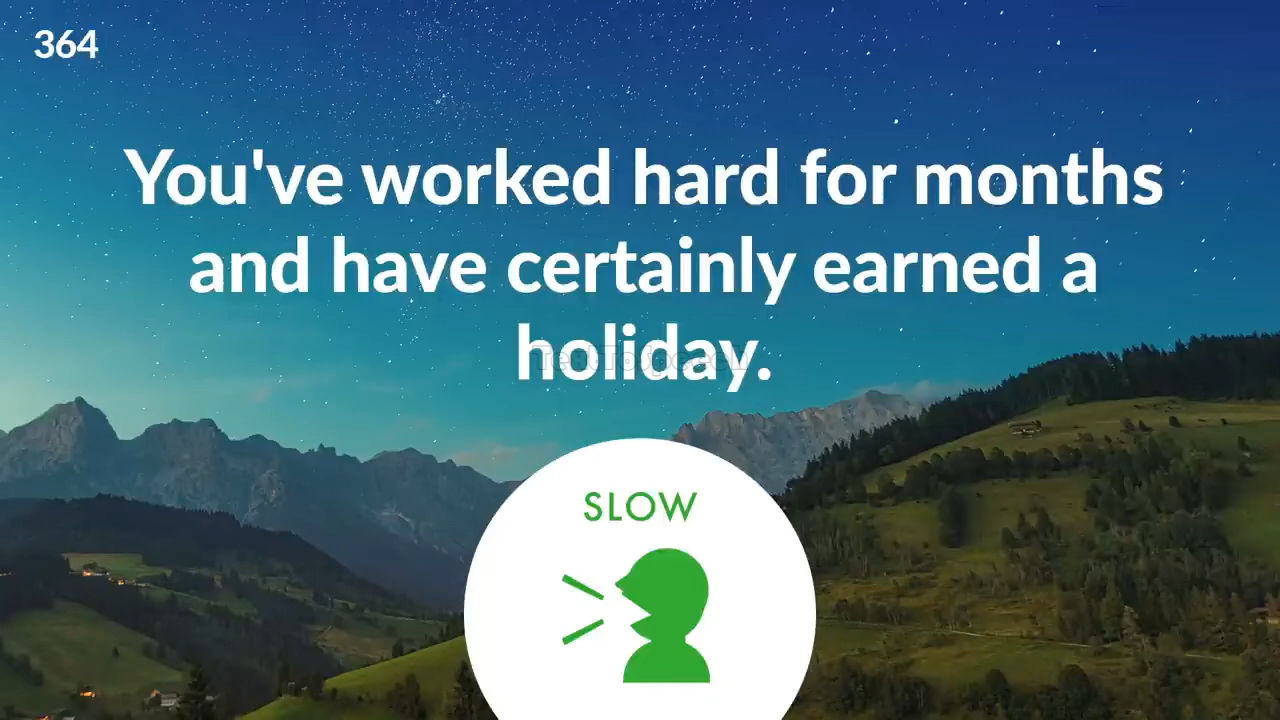 364
You've worked hard for months
and have certainly earned a
holiday.
SLOW